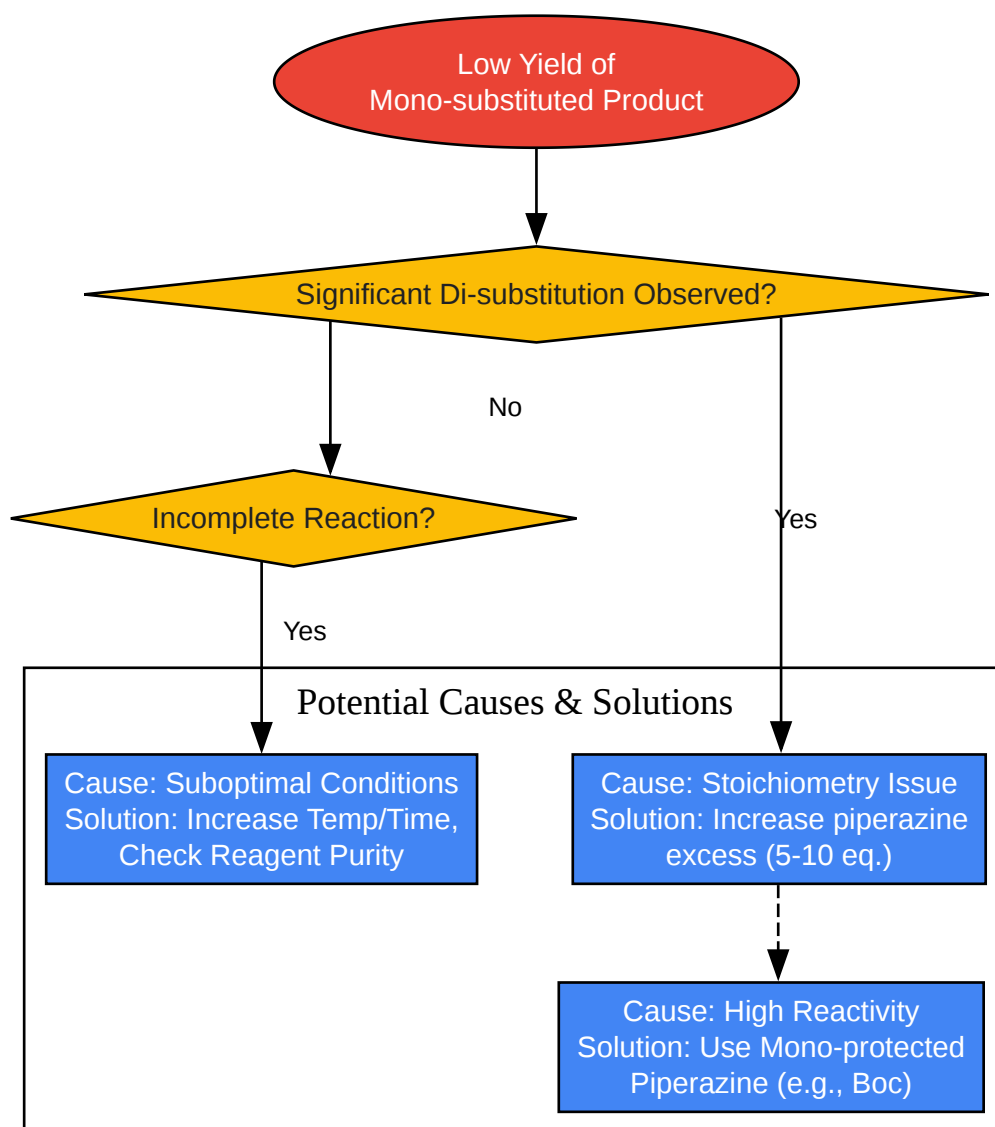 Low Yield of
Mono-substituted Product
Significant Di-substitution Observed?
No
Incomplete Reaction?
Yes
Yes
Potential Causes & Solutions
Cause: Suboptimal Conditions
Solution: Increase Temp/Time,
Check Reagent Purity
Cause: Stoichiometry Issue
Solution: Increase piperazine
excess (5-10 eq.)
Cause: High Reactivity
Solution: Use Mono-protected
Piperazine (e.g., Boc)